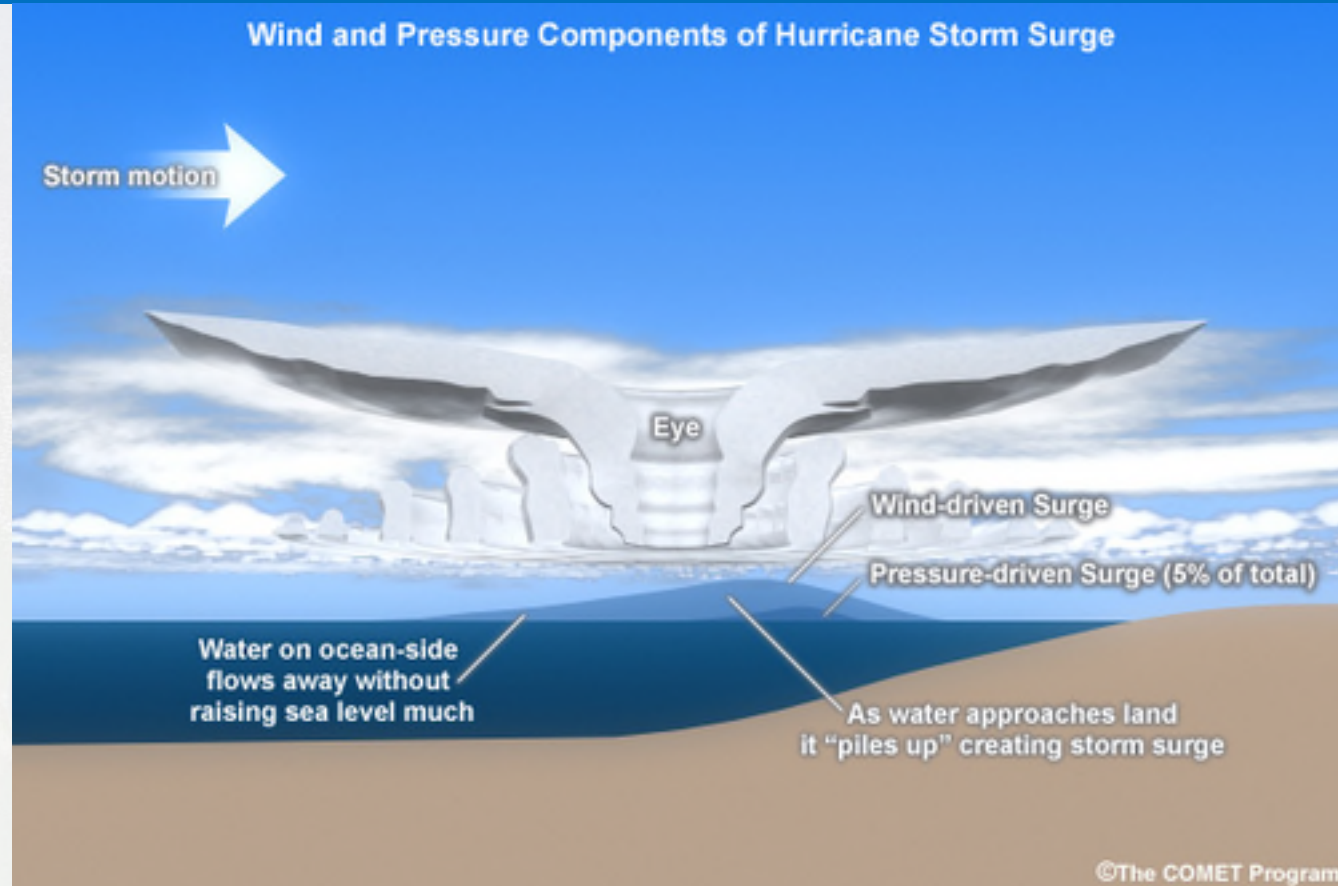 Wind and Pressure Components of Hurricane Storm Surge
Storm motion
Eye
Wind-driven Surge
Pressure-driven Surge (5% of total)
Water on ocean-side
flows away without
raising sea level much
As water approaches land
it “piles up” creating storm surge
©The COMET Program